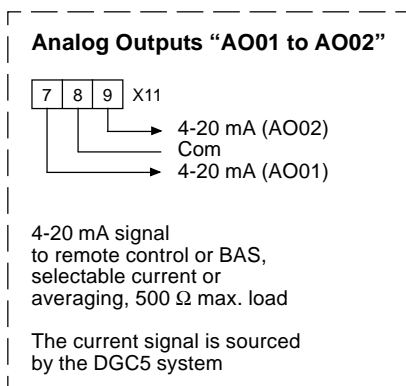 Analog Outputs “AO01 to AO02”
7 8 9 X11
4-20 mA (AO02)
Com
4-20 mA (AO01)
4-20 mA signal
to remote control or BAS,
selectable current or
averaging, 500 Ω max. load
The current signal is sourced
by the DGC5 system